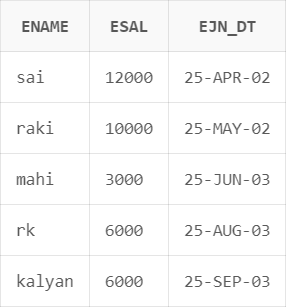 ENAME ESAL EJN_DT
sai 12000 25-APR-02
raki 10000 25-MAY-02
mahi 3000 25-JUN-03
rk 6000 25-AUG-03
kalyan 6000 25-SEP-03